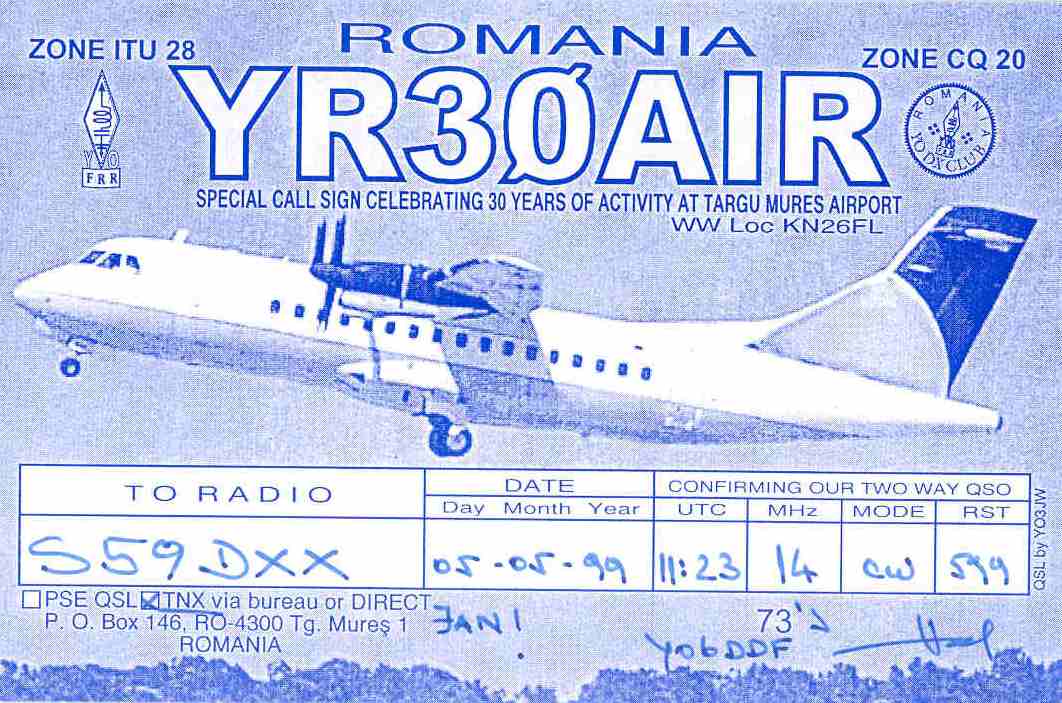 ROMANIA
ZONE ITU 28
ZONE CQ 20
YR3ØAIR
YO
FRR
ROMANIA
YO DX CLUB
SPECIAL CALL SIGN CELEBRATING 30 YEARS OF ACTIVITY AT TARGU MURES AIRPORT
WW Loc KN26FL
TO RADIO
DATE
CONFIRMING OUR TWO WAY QSO
Day Month Year
UTC MHz MODE RST
S59DXX 05-05-99 11:23 14 CW 599
QSL by YO3JW
PSE QSL TNX via bureau or DIRECT
P. O. Box 146, RO-4300 Tg. Mureş 1
ROMANIA
JANI
73's
YO6DDF